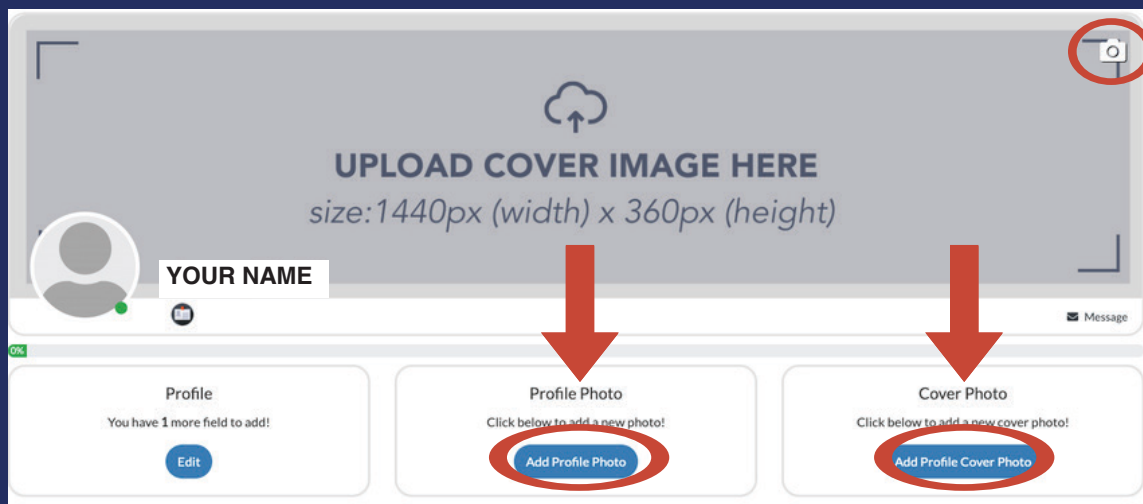 UPLOAD COVER IMAGE HERE
size:1440px (width) x 360px (height)
YOUR NAME
Message
0%
Profile
You have 1 more field to add!
Edit
Profile Photo
Click below to add a new photo!
Add Profile Photo
Cover Photo
Click below to add a new cover photo!
Add Profile Cover Photo